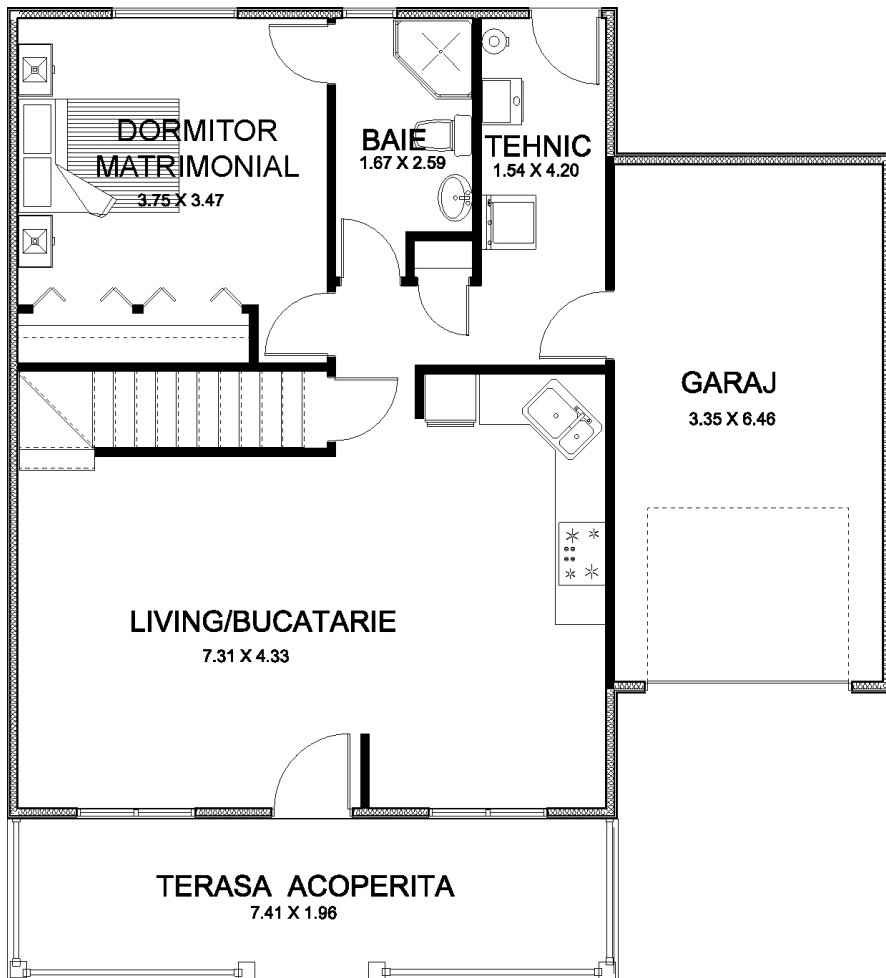 DORMITOR
MATRIMONIAL
3.75 X 3.47
BAIE
1.67 X 2.59
TEHNIC
1.54 X 4.20
GARAJ
3.35 X 6.46
LIVING/BUCATARIE
7.31 X 4.33
TERASA ACOPERITA
7.41 X 1.96